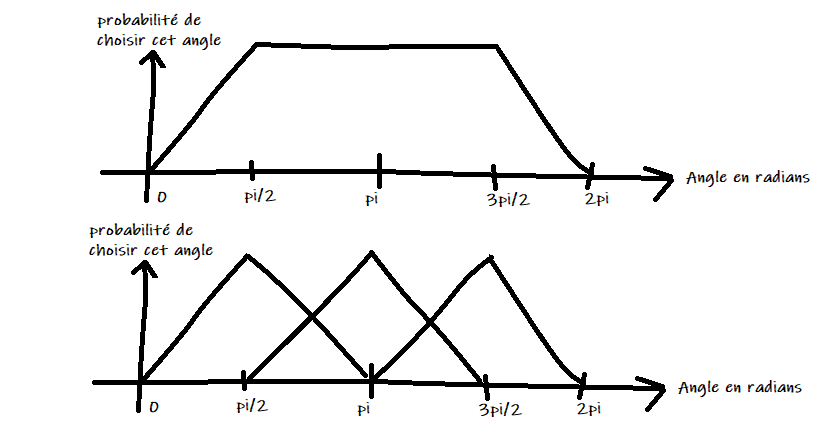 probabilité de
choisir cet angle
Angle en radians
0
pi/2
pi
3pi/2
2pi
probabilité de
choisir cet angle
Angle en radians
0
pi/2
pi
3pi/2
2pi